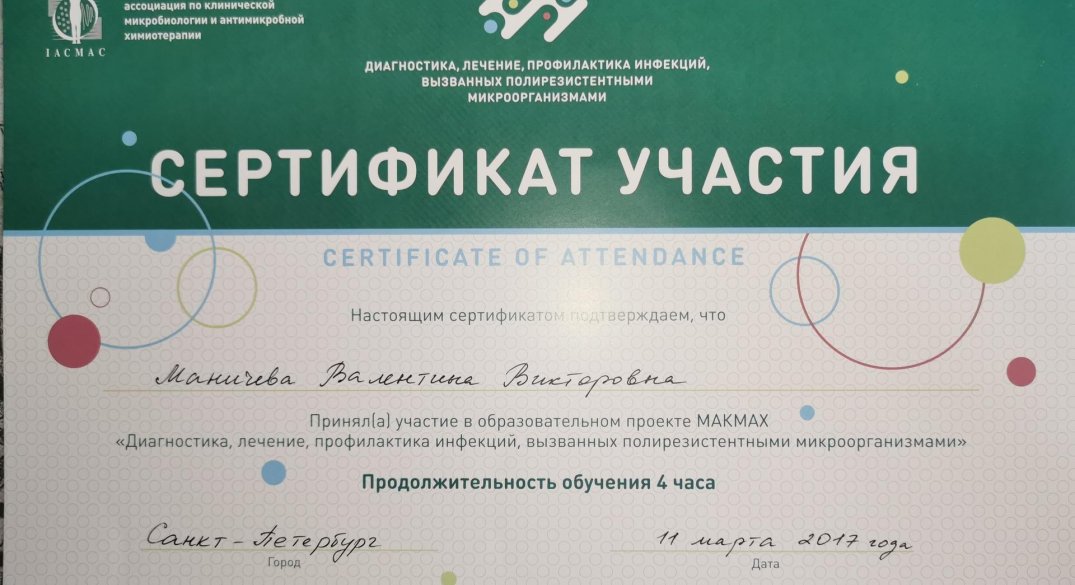 ассоциация по клинической
микробиологии и антимикробной
химиотерапии
IACMAC
ДИАГНОСТИКА, ЛЕЧЕНИЕ, ПРОФИЛАКТИКА ИНФЕКЦИЙ,
ВЫЗВАННЫХ ПОЛИРЕЗИСТЕНТНЫМИ
МИКРООРГАНИЗМАМИ
СЕРТИФИКАТ УЧАСТИЯ
CERTIFICATE OF ATTENDANCE
Настоящим сертификатом подтверждаем, что
Маничева Валентина Викторовна
Принял(а) участие в образовательном проекте МАКМАХ
«Диагностика, лечение, профилактика инфекций, вызванных полирезистентными микроорганизмами»
Продолжительность обучения 4 часа
Санкт-Петербург 11 марта 2017 года
Город Дата